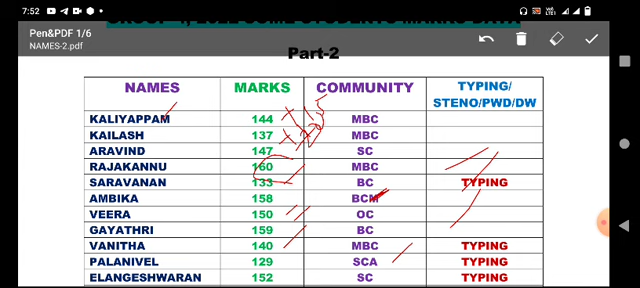 7:52
Pen&PDF 1/6
NAMES-2.pdf
Part-2
NAMES MARKS COMMUNITY TYPING/
STENO/PWD/DW
KALIYAPPAM 144 MBC
KAILASH 137 MBC
ARAVIND 147 SC
RAJAKANNU 160 MBC
SARAVANAN 133 BC TYPING
AMBIKA 158 BCM
VEERA 150 OC
GAYATHRI 159 BC
VANITHA 140 MBC TYPING
PALANIVEL 129 SCA TYPING
ELANGESHWARAN 152 SC TYPING